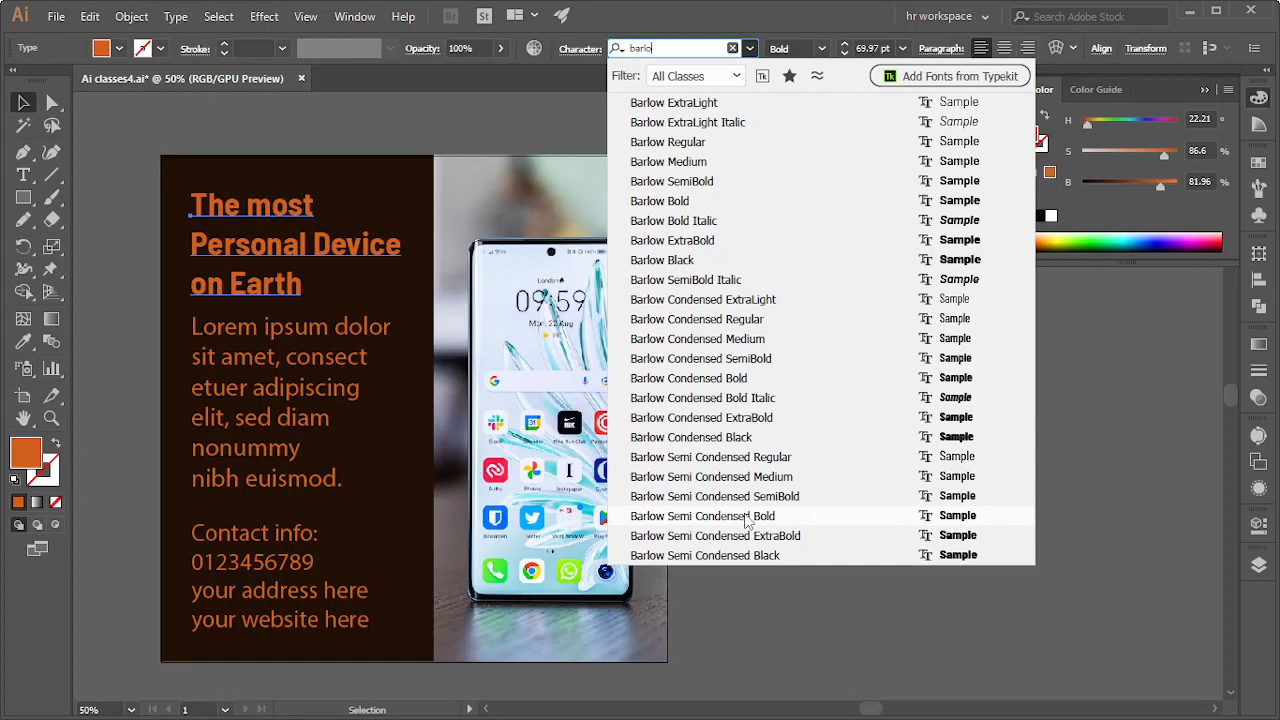 Ai File Edit Object Type Select Effect View Window Help Br St hr workspace Search Adobe Stock
Type Stroke: Opacity: 100% Character: barlo Bold 69.97 pt Paragraph: Align Transform
Ai classes4.ai* @ 50% (RGB/GPU Preview)
Filter: All Classes Tk Tk Add Fonts from Typekit
Color Guide
H 22.21 °
S 86.6 %
B 81.96 %
Barlow ExtraLight Sample
Barlow ExtraLight Italic Sample
Barlow Regular Sample
Barlow Medium Sample
Barlow SemiBold Sample
Barlow Bold Sample
Barlow Bold Italic Sample
Barlow ExtraBold Sample
Barlow Black Sample
Barlow SemiBold Italic Sample
Barlow Condensed ExtraLight Sample
Barlow Condensed Regular Sample
Barlow Condensed Medium Sample
Barlow Condensed SemiBold Sample
Barlow Condensed Bold Sample
Barlow Condensed Bold Italic Sample
Barlow Condensed ExtraBold Sample
Barlow Condensed Black Sample
Barlow Semi Condensed Regular Sample
Barlow Semi Condensed Medium Sample
Barlow Semi Condensed SemiBold Sample
Barlow Semi Condensed Bold Sample
Barlow Semi Condensed ExtraBold Sample
Barlow Semi Condensed Black Sample
The most
Personal Device
on Earth
Lorem ipsum dolor
sit amet, consect
etuer adipiscing
elit, sed diam
nonummy
nibh euismod.
Contact info:
0123456789
your address here
your website here
London
09:59
Mon, 22 Aug
50% 1 Selection